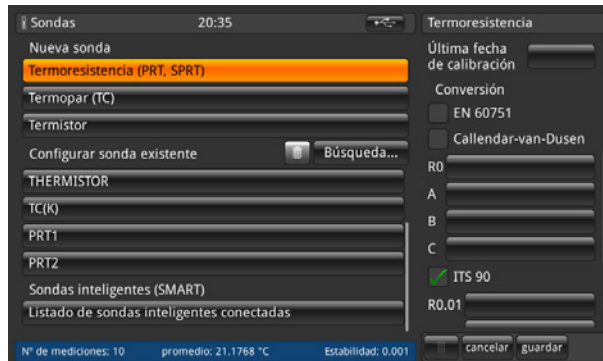 Sondas
20:35
Nueva sonda
Termoresistencia (PRT, SPRT)
Termopar (TC)
Termistor
Configurar sonda existente
Búsqueda...
THERMISTOR
TC(K)
PRT1
PRT2
Sondas inteligentes (SMART)
Listado de sondas inteligentes conectadas
Nº de mediciones: 10 promedio: 21.1768 °C Estabilidad: 0.001
Termoresistencia
Última fecha
de calibración
Conversión
EN 60751
Callendar-van-Dusen
R0
A
B
C
ITS 90
R0.01
cancelar guardar